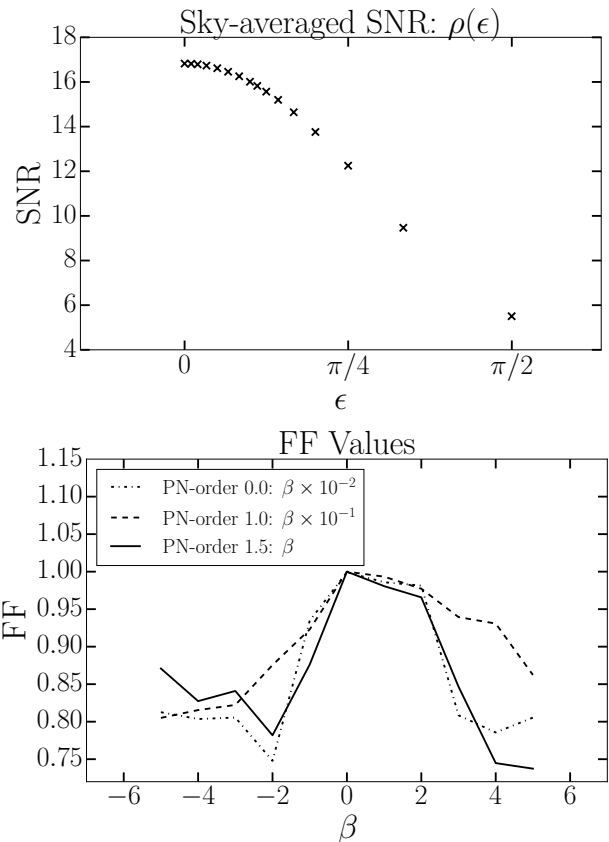 Sky-averaged SNR: ρ(ϵ)
18
16
14
12
10
8
6
4
SNR
0
π/4
π/2
ϵ
FF Values
1.15
1.10
1.05
1.00
0.95
0.90
0.85
0.80
0.75
FF
PN-order 0.0: β × 10⁻²
PN-order 1.0: β × 10⁻¹
PN-order 1.5: β
−6
−4
−2
0
2
4
6
β